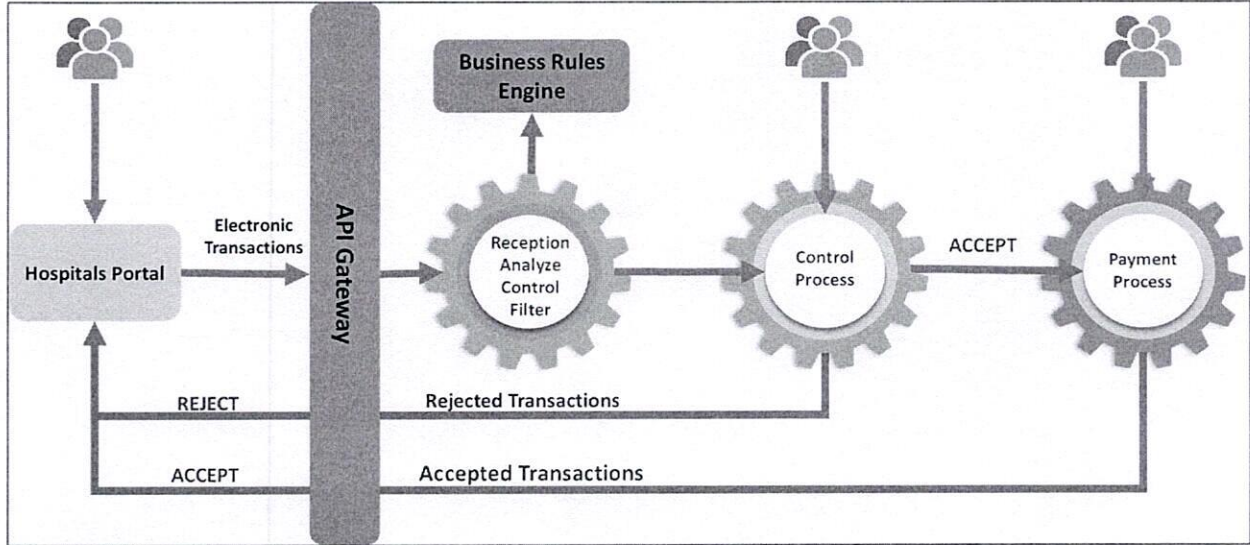 Business Rules
Engine
API Gateway
Electronic
Transactions
Hospitals Portal
Reception
Analyze
Control
Filter
Control
Process
ACCEPT
Payment
Process
REJECT
Rejected Transactions
ACCEPT
Accepted Transactions